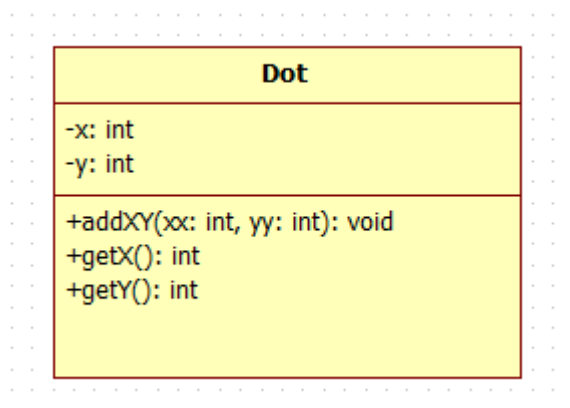 Dot
-x: int
-y: int
+addXY(xx: int, yy: int): void
+getX(): int
+getY(): int